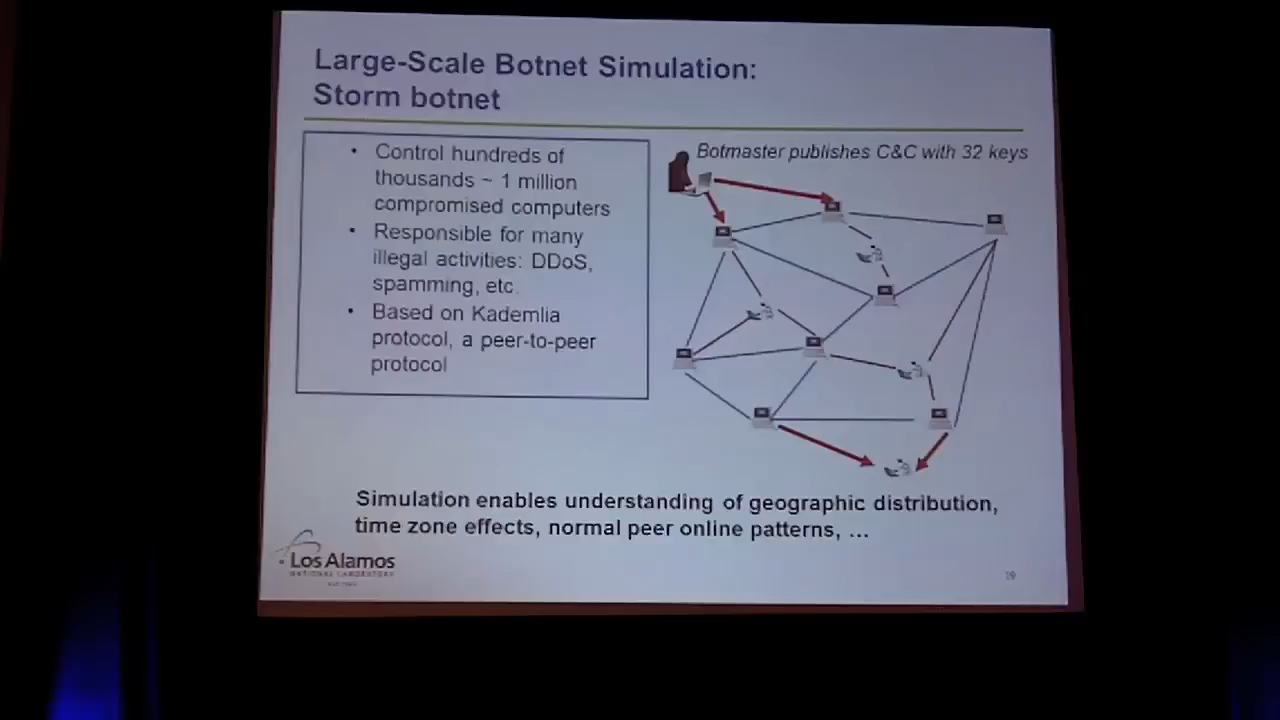 Large-Scale Botnet Simulation:
Storm botnet
• Control hundreds of
thousands ~ 1 million
compromised computers
• Responsible for many
illegal activities: DDoS,
spamming, etc.
• Based on Kademlia
protocol, a peer-to-peer
protocol
Botmaster publishes C&C with 32 keys
Simulation enables understanding of geographic distribution,
time zone effects, normal peer online patterns, ...
Los Alamos
NATIONAL LABORATORY
19